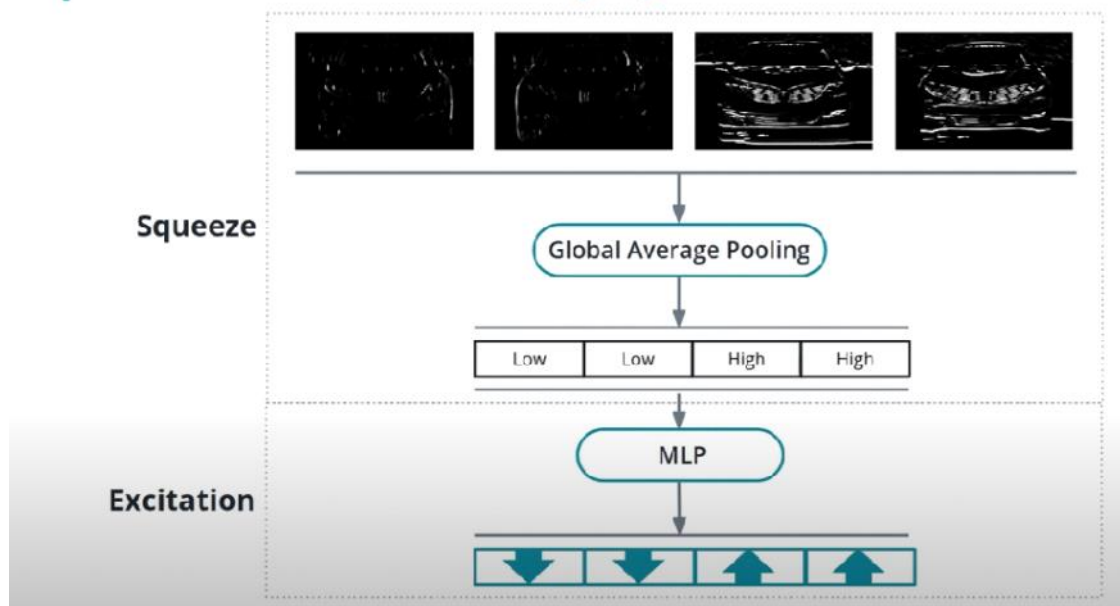 Squeeze
Global Average Pooling
Low Low High High
MLP
Excitation